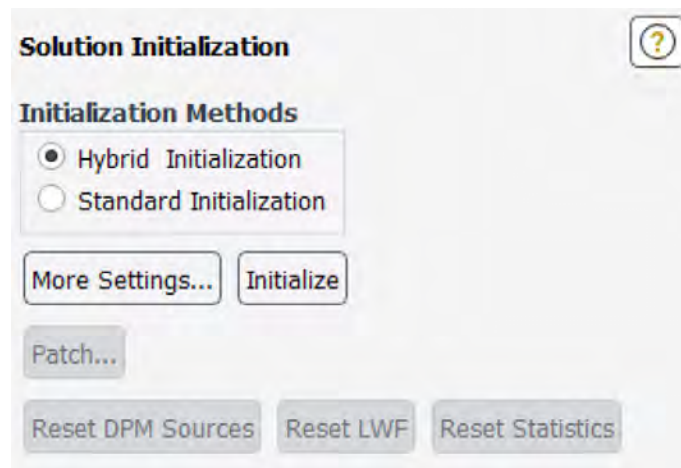 Solution Initialization
?
Initialization Methods
Hybrid Initialization
Standard Initialization
More Settings... Initialize
Patch...
Reset DPM Sources Reset LWF Reset Statistics